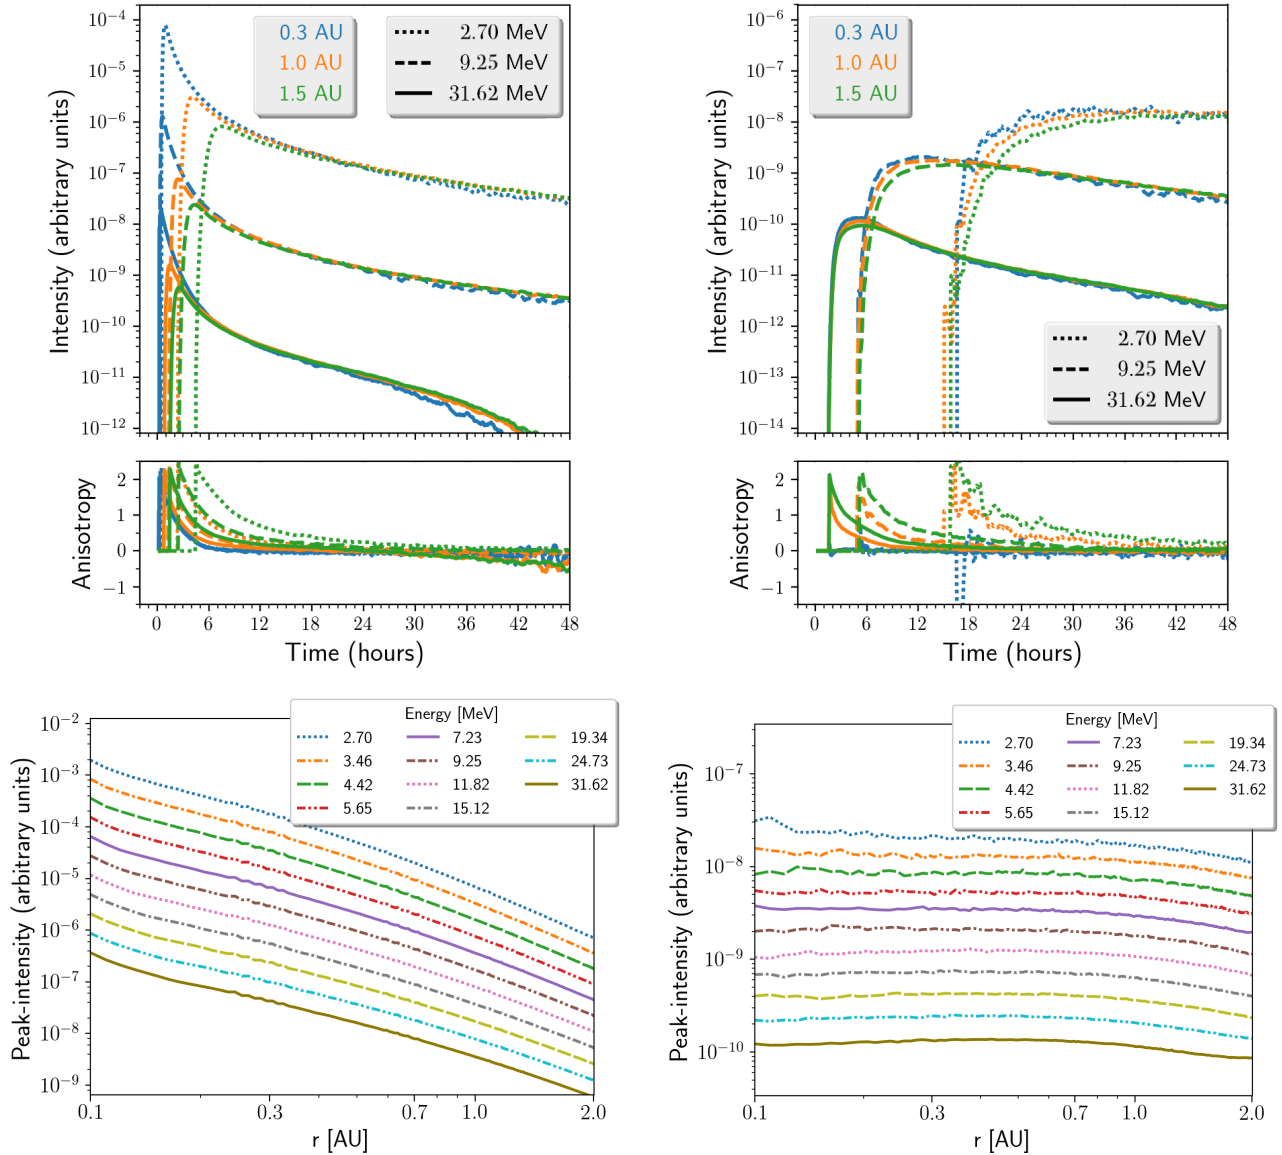 10⁻⁴
10⁻⁵
10⁻⁶
10⁻⁷
10⁻⁸
10⁻⁹
10⁻¹⁰
10⁻¹¹
10⁻¹²
Intensity (arbitrary units)
0.3 AU
1.0 AU
1.5 AU
2.70 MeV
9.25 MeV
31.62 MeV
2
1
0
−1
Anisotropy
0 6 12 18 24 30 36 42 48
Time (hours)
10⁻⁶
10⁻⁷
10⁻⁸
10⁻⁹
10⁻¹⁰
10⁻¹¹
10⁻¹²
10⁻¹³
10⁻¹⁴
Intensity (arbitrary units)
0.3 AU
1.0 AU
1.5 AU
2.70 MeV
9.25 MeV
31.62 MeV
2
1
0
−1
Anisotropy
0 6 12 18 24 30 36 42 48
Time (hours)
10⁻²
10⁻³
10⁻⁴
10⁻⁵
10⁻⁶
10⁻⁷
10⁻⁸
10⁻⁹
Peak-intensity (arbitrary units)
Energy [MeV]
2.70 7.23 19.34
3.46 9.25 24.73
4.42 11.82 31.62
5.65 15.12
0.1 0.3 0.7 1.0 2.0
r [AU]
10⁻⁷
10⁻⁸
10⁻⁹
10⁻¹⁰
Peak-intensity (arbitrary units)
Energy [MeV]
2.70 7.23 19.34
3.46 9.25 24.73
4.42 11.82 31.62
5.65 15.12
0.1 0.3 0.7 1.0 2.0
r [AU]